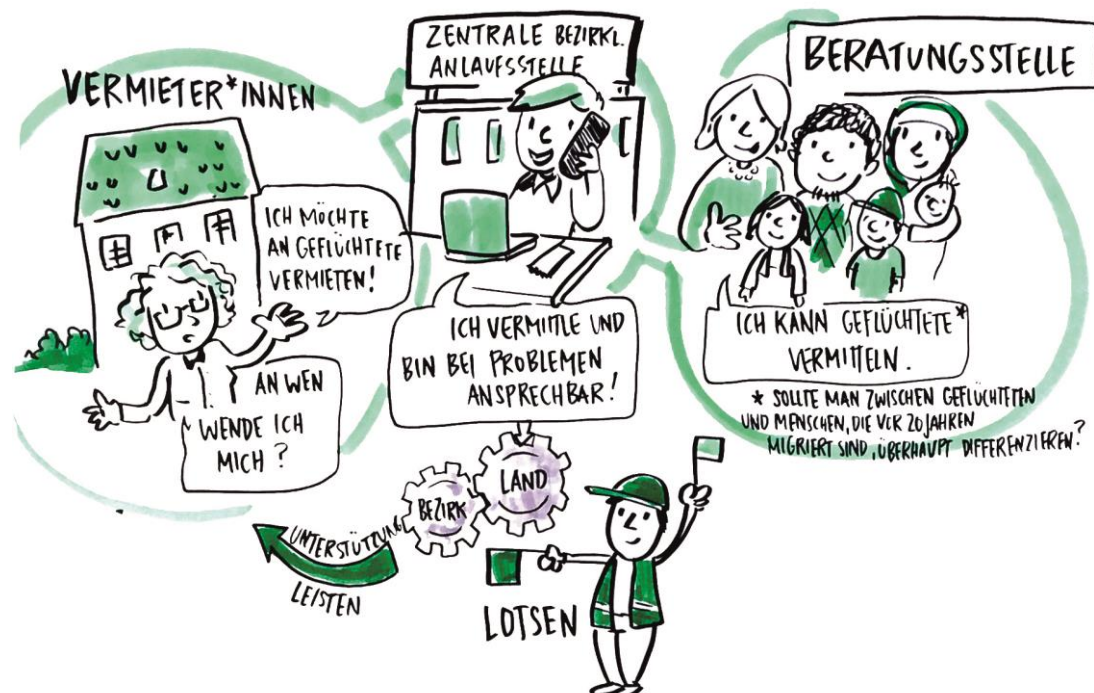 VERMIETER*INNEN
ICH MÖCHTE
AN GEFLÜCHTETE
VERMIETEN!
AN WEN
WENDE ICH
MICH?
ZENTRALE BEZIRKL.
ANLAUFSSTELLE
ICH VERMITTLE UND
BIN BEI PROBLEMEN
ANSPRECHBAR!
BERATUNGSSTELLE
ICH KANN GEFLÜCHTETE*
VERMITTELN.
* SOLLTE MAN ZWISCHEN GEFLÜCHTETEN
UND MENSCHEN, DIE VOR 20 JAHREN
MIGRIERT SIND, ÜBERHAUPT DIFFERENZIEREN?
BEZIRK
LAND
UNTERSTÜTZUNG
LEISTEN
LOTSEN